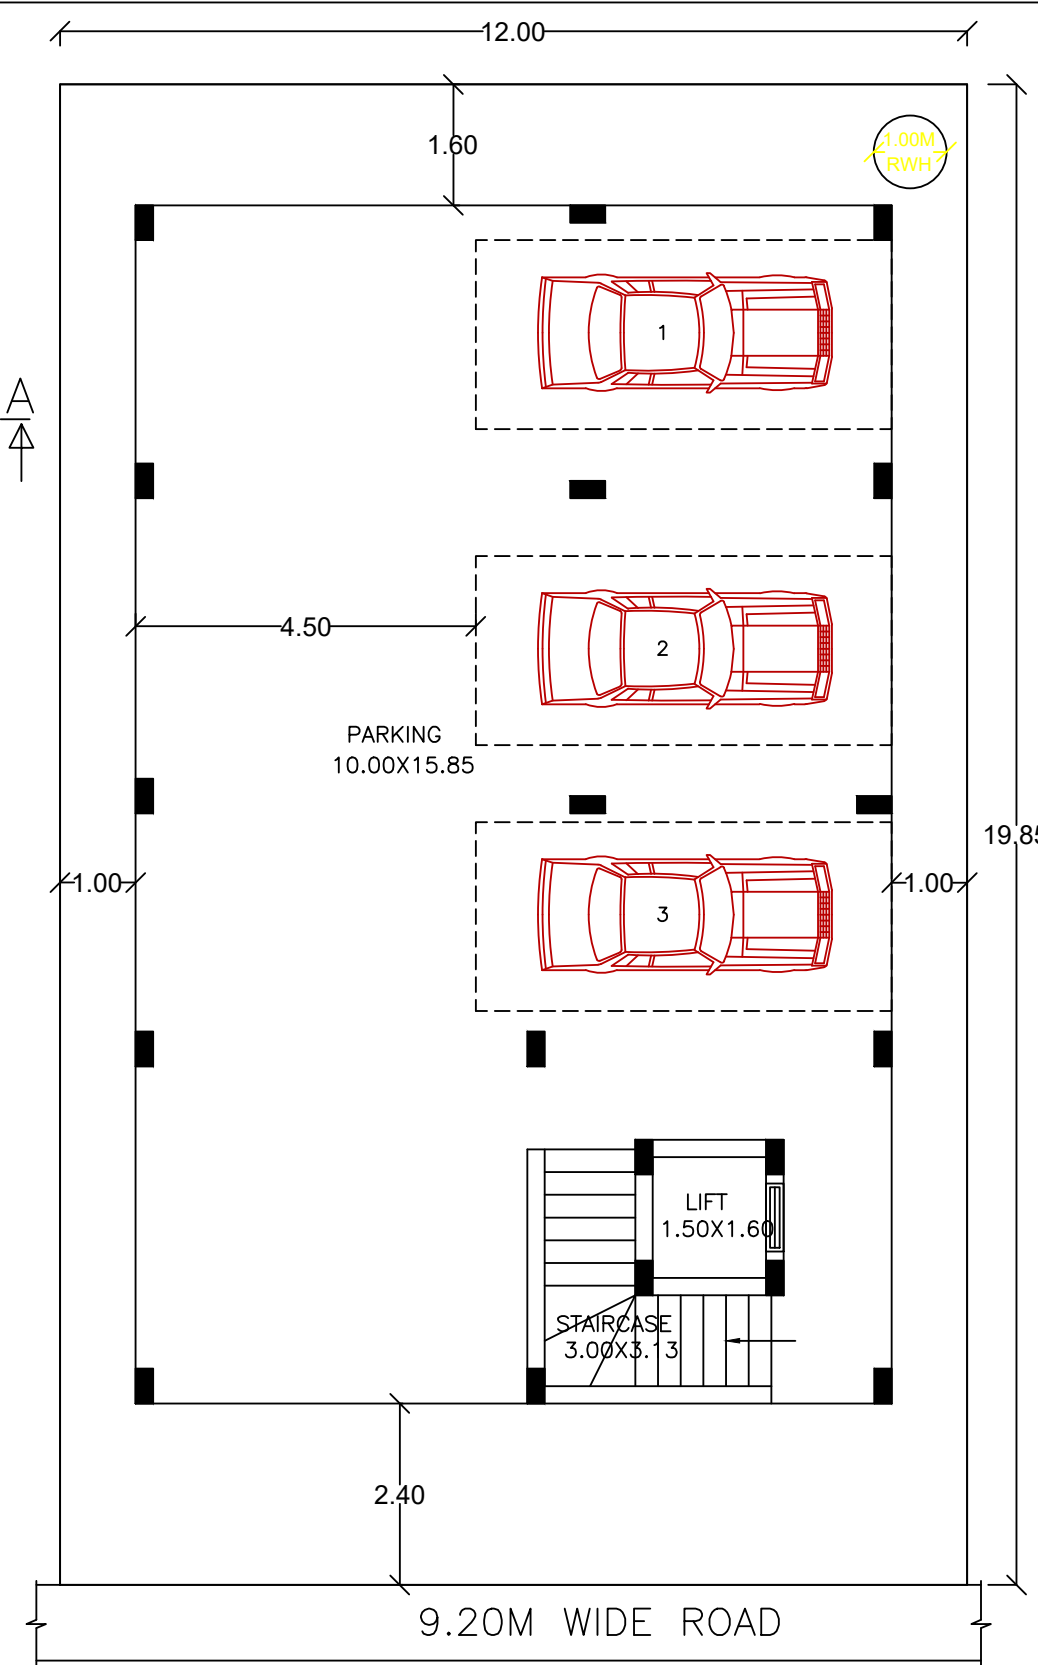 12.00
1.60
1.00M
RWH
1
A
4.50
2
PARKING
10.00X15.85
19.85
1.00
1.00
3
LIFT
1.50X1.60
STAIRCASE
3.00X3.13
2.40
9.20M WIDE ROAD